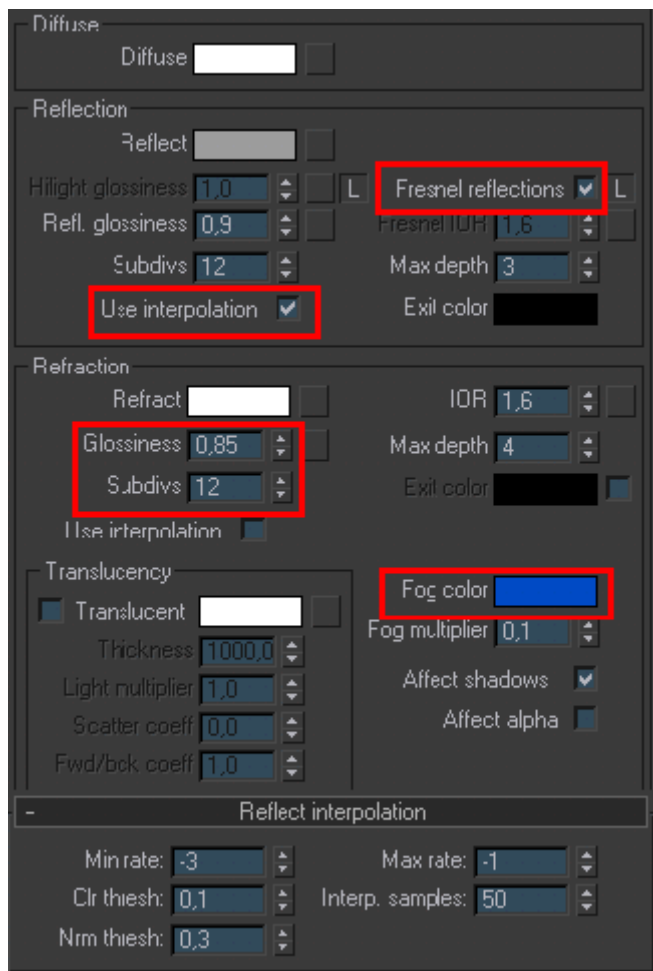 Diffuse
Diffuse
Reflection
Reflect
Hilight glossiness 1,0 L Fresnel reflections L
Refl. glossiness 0,9 Fresnel IOR 1,6
Subdivs 12 Max depth 3
Use interpolation Exit color
Refraction
Refract IOR 1,6
Glossiness 0,85 Max depth 4
Subdivs 12 Exit color
Use interpolation
Translucency
Fog color
Translucent
Fog multiplier 0,1
Thickness 1000,0
Light multiplier 1,0 Affect shadows
Scatter coeff 0,0 Affect alpha
Fwd/bck coeff 1,0
- Reflect interpolation
Min rate: -3 Max rate: -1
Clr thresh: 0,1 Interp. samples: 50
Nrm thresh: 0,3